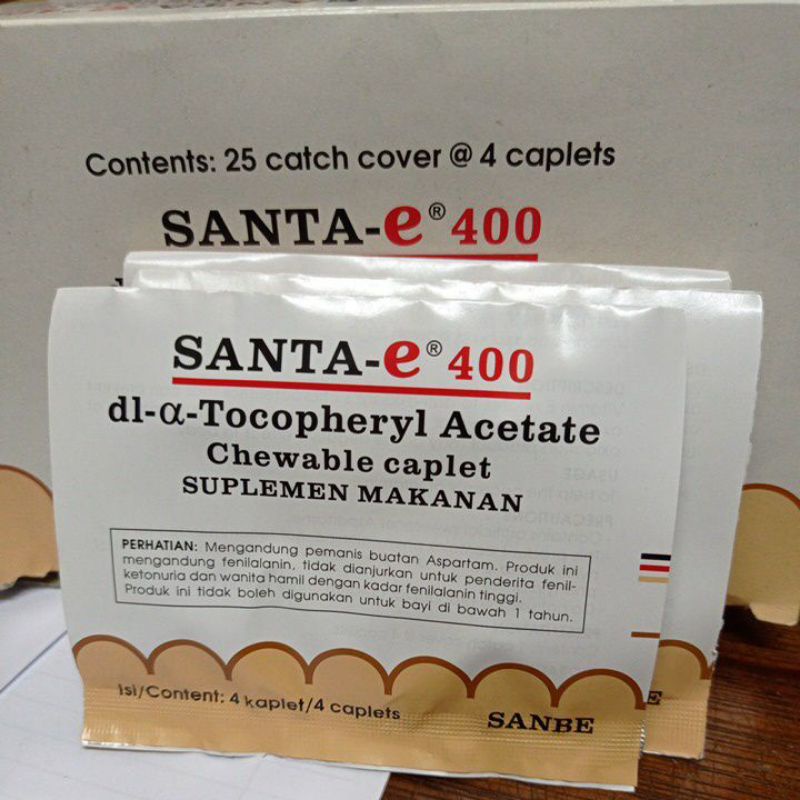 Contents: 25 catch cover @ 4 caplets
SANTA-e® 400
SANTA-e® 400
dl-α-Tocopheryl Acetate
Chewable caplet
SUPLEMEN MAKANAN
PERHATIAN: Mengandung pemanis buatan Aspartam. Produk ini
mengandung fenilalanin, tidak dianjurkan untuk penderita fenil-
ketonuria dan wanita hamil dengan kadar fenilalanin tinggi.
Produk ini tidak boleh digunakan untuk bayi di bawah 1 tahun.
Isi/Content: 4 kaplet/4 caplets
SANBE